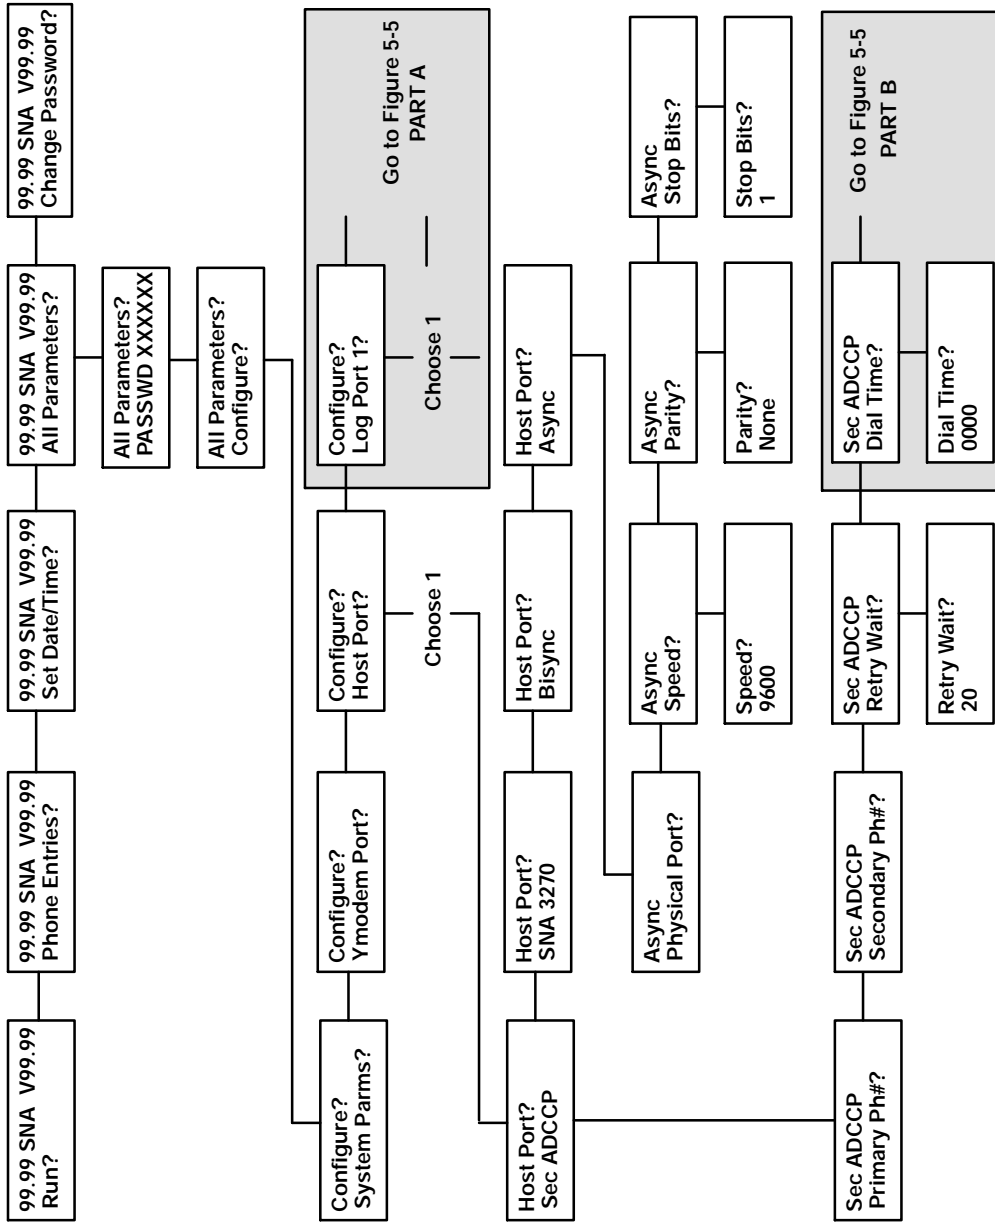 99.99 SNA V99.99
Run?
99.99 SNA V99.99
Phone Entries?
99.99 SNA V99.99
Set Date/Time?
99.99 SNA V99.99
All Parameters?
99.99 SNA V99.99
Change Password?
All Parameters?
PASSWD XXXXXX
All Parameters?
Configure?
Configure?
System Parms?
Configure?
Ymodem Port?
Configure?
Host Port?
Configure?
Log Port 1?
Go to Figure 5-5
PART A
Choose 1
Choose 1
Host Port?
Sec ADCCP
Host Port?
SNA 3270
Host Port?
Bisync
Host Port?
Async
Async
Physical Port?
Async
Speed?
Async
Parity?
Async
Stop Bits?
Speed?
9600
Parity?
None
Stop Bits?
1
Sec ADCCP
Primary Ph#?
Sec ADCCP
Secondary Ph#?
Sec ADCCP
Retry Wait?
Sec ADCCP
Dial Time?
Go to Figure 5-5
PART B
Retry Wait?
20
Dial Time?
0000